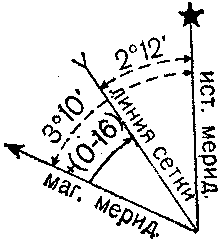 У
2°12'
3°10'
(0-16)
ист. мерид.
линия сетки
маг. мерид.